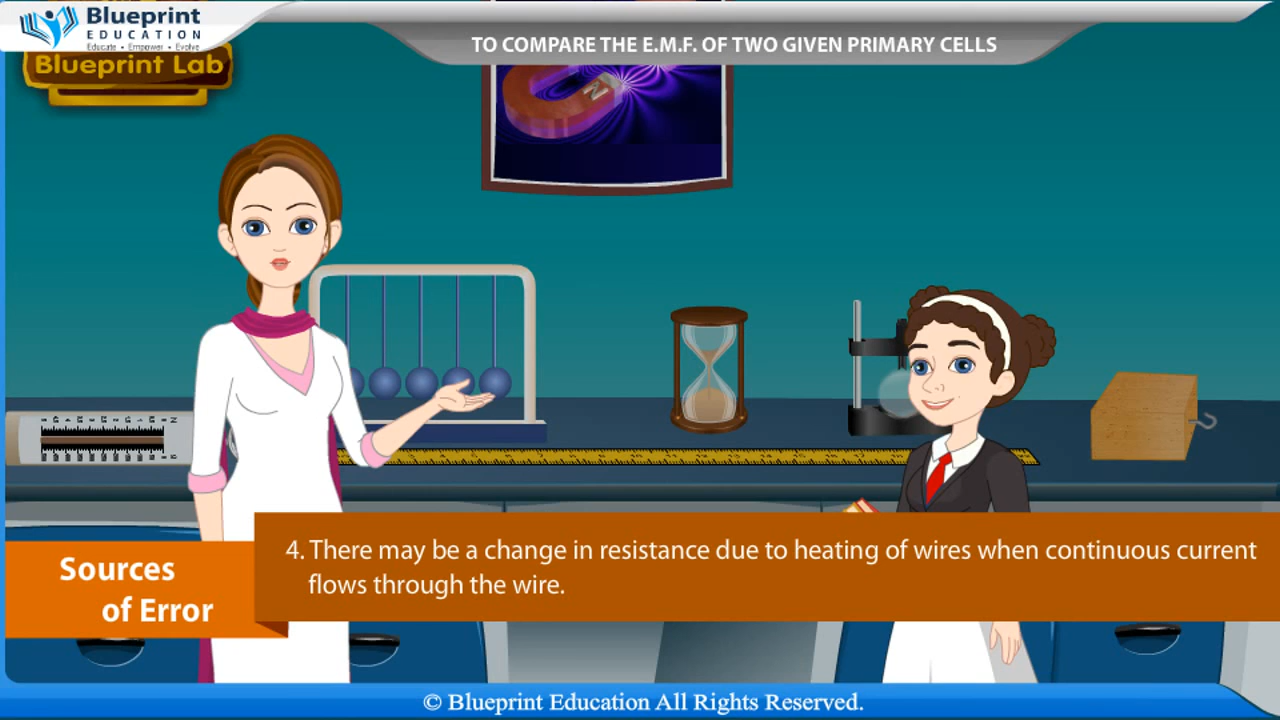 Blueprint
EDUCATION
Educate • Empower • Evolve
Blueprint Lab
TO COMPARE THE E.M.F. OF TWO GIVEN PRIMARY CELLS
N
Sources
of Error
4. There may be a change in resistance due to heating of wires when continuous current
flows through the wire.
© Blueprint Education All Rights Reserved.